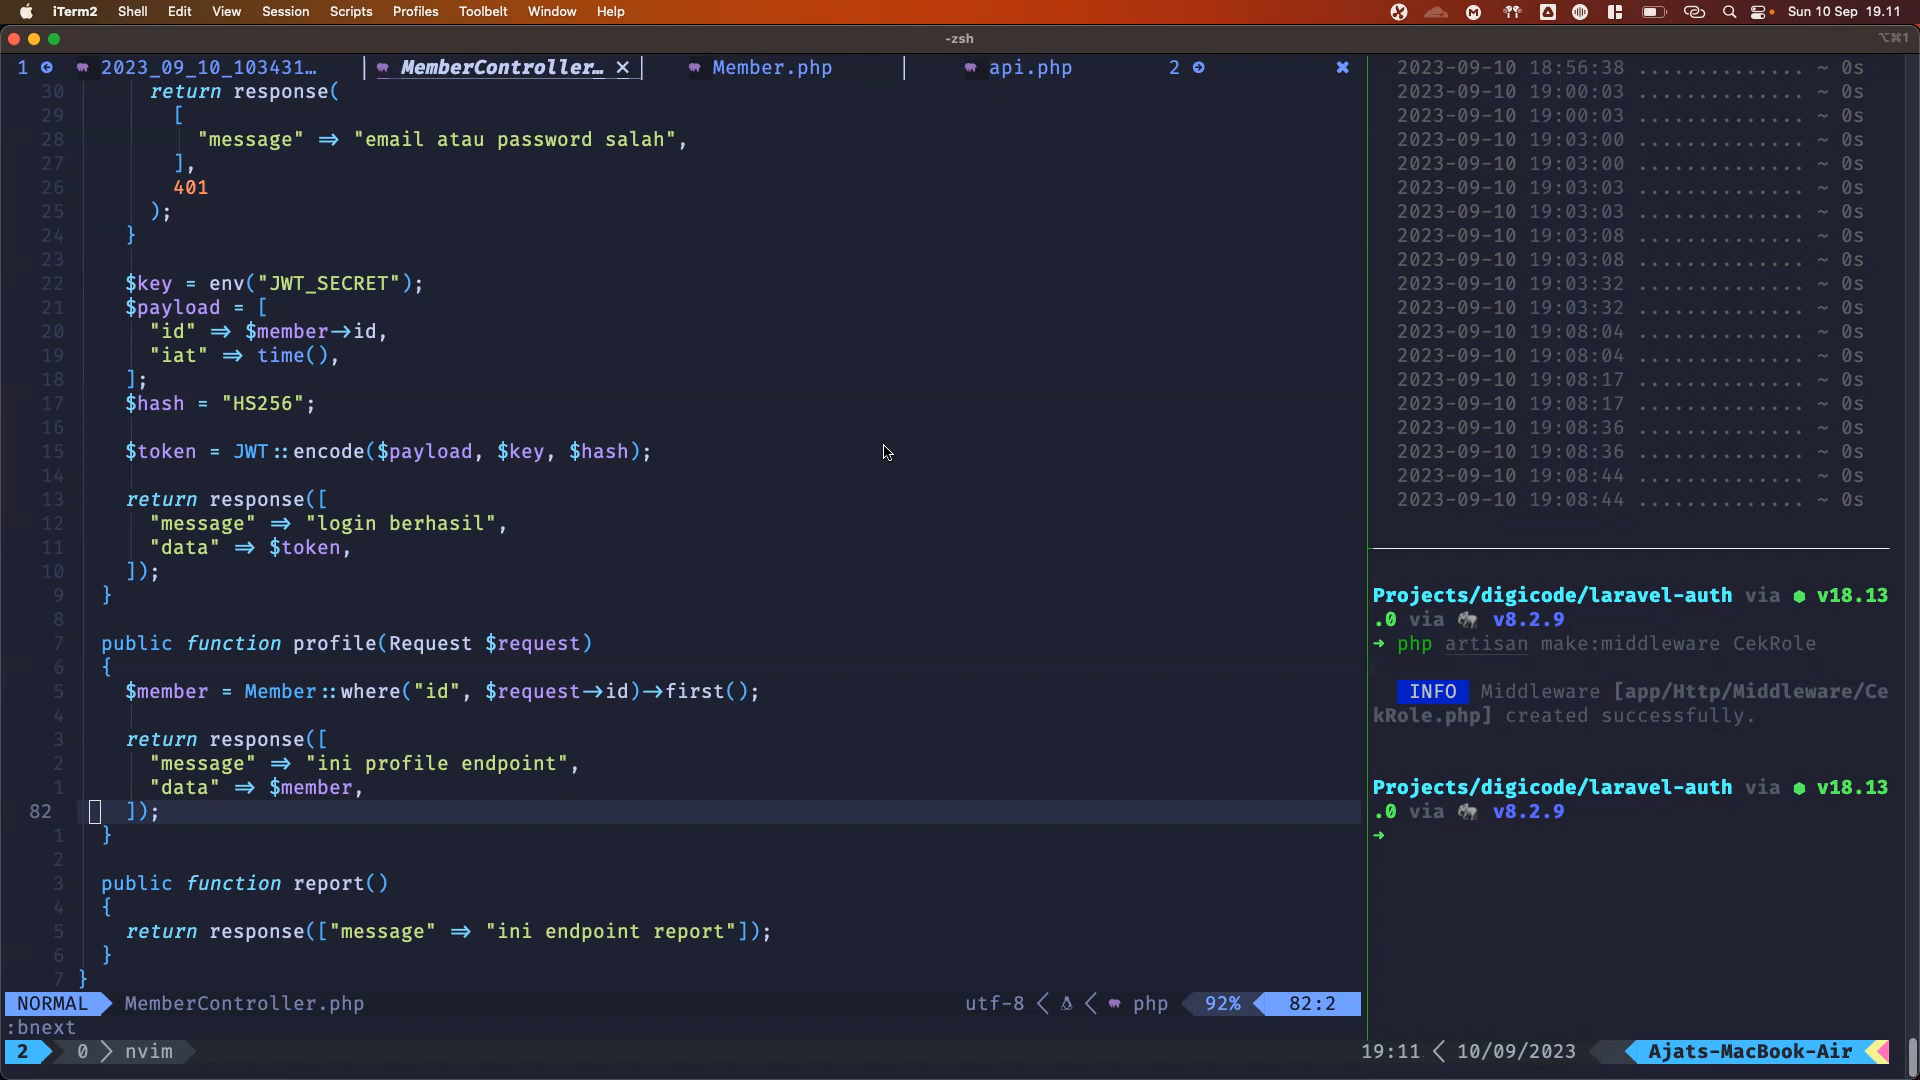 iTerm2 Shell Edit View Session Scripts Profiles Toolbelt Window Help Sun 10 Sep 19.11
-zsh ⌥⌘1
1 2023_09_10_103431… MemberController… ✕ Member.php api.php 2 ✖
30 return response(
29 [
28 "message" => "email atau password salah",
27 ],
26 401
25 );
24 }
23
22 $key = env("JWT_SECRET");
21 $payload = [
20 "id" => $member->id,
19 "iat" => time(),
18 ];
17 $hash = "HS256";
16
15 $token = JWT::encode($payload, $key, $hash);
14
13 return response([
12 "message" => "login berhasil",
11 "data" => $token,
10 ]);
9 }
8
7 public function profile(Request $request)
6 {
5 $member = Member::where("id", $request->id)->first();
4
3 return response([
2 "message" => "ini profile endpoint",
1 "data" => $member,
82 ]);
1 }
2
3 public function report()
4 {
5 return response(["message" => "ini endpoint report"]);
6 }
7 }
NORMAL MemberController.php utf-8 < < php 92% 82:2
:bnext
2 0 > nvim 19:11 < 10/09/2023 Ajats-MacBook-Air
2023-09-10 18:56:38 .............. ~ 0s
2023-09-10 19:00:03 .............. ~ 0s
2023-09-10 19:00:03 .............. ~ 0s
2023-09-10 19:03:00 .............. ~ 0s
2023-09-10 19:03:00 .............. ~ 0s
2023-09-10 19:03:03 .............. ~ 0s
2023-09-10 19:03:03 .............. ~ 0s
2023-09-10 19:03:08 .............. ~ 0s
2023-09-10 19:03:08 .............. ~ 0s
2023-09-10 19:03:32 .............. ~ 0s
2023-09-10 19:03:32 .............. ~ 0s
2023-09-10 19:08:04 .............. ~ 0s
2023-09-10 19:08:04 .............. ~ 0s
2023-09-10 19:08:17 .............. ~ 0s
2023-09-10 19:08:17 .............. ~ 0s
2023-09-10 19:08:36 .............. ~ 0s
2023-09-10 19:08:36 .............. ~ 0s
2023-09-10 19:08:44 .............. ~ 0s
2023-09-10 19:08:44 .............. ~ 0s
Projects/digicode/laravel-auth via ⬢ v18.13
.0 via 🐘 v8.2.9
➜ php artisan make:middleware CekRole
INFO Middleware [app/Http/Middleware/Ce
kRole.php] created successfully.
Projects/digicode/laravel-auth via ⬢ v18.13
.0 via 🐘 v8.2.9
➜